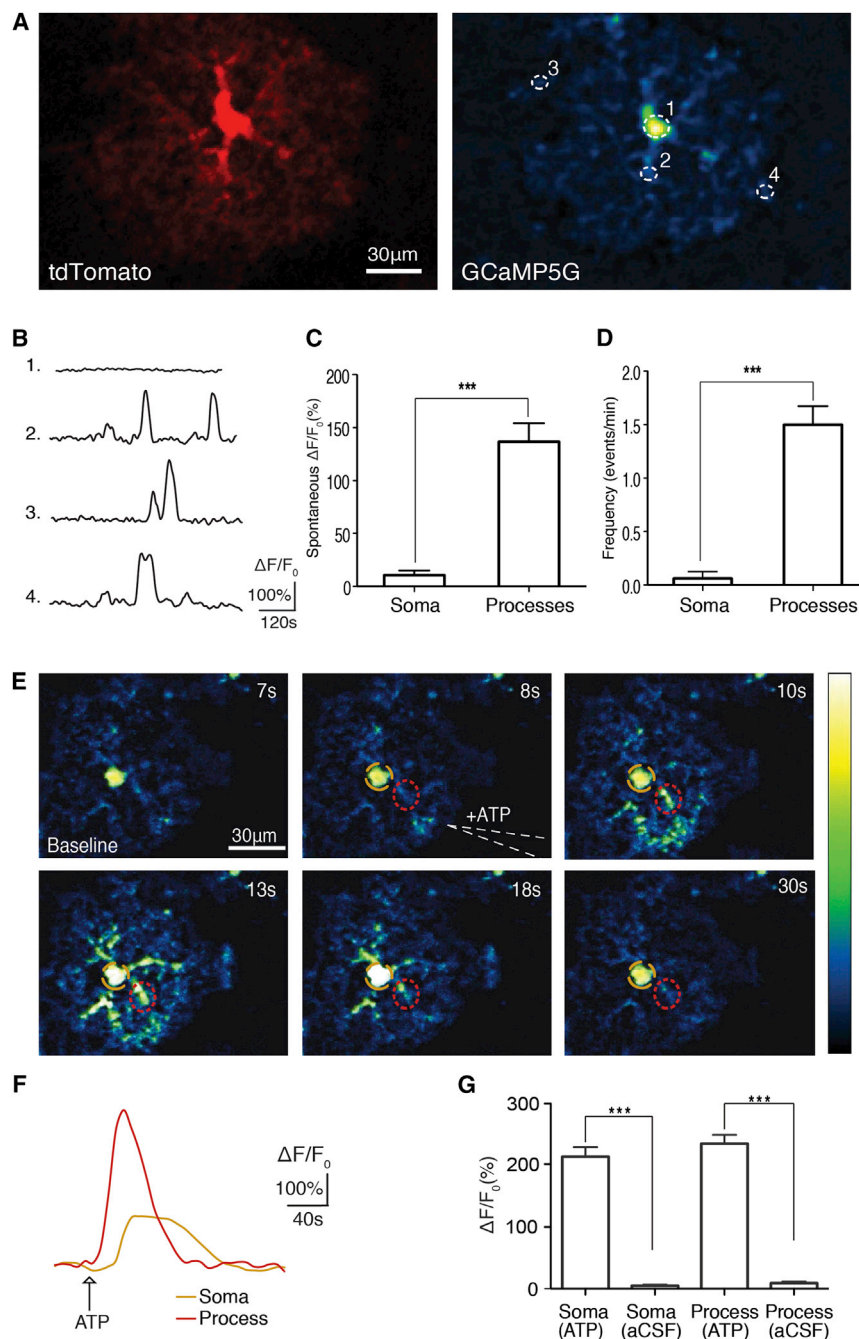 A
tdTomato
30μm
1
2
3
4
GCaMP5G
B
1.
2.
3.
4.
ΔF/F0
100%
120s
C
Spontaneous ΔF/F0(%)
200
150
100
50
0
***
Soma
Processes
D
Frequency (events/min)
2.0
1.5
1.0
0.5
0.0
***
Soma
Processes
E
7s
Baseline
30μm
8s
+ATP
10s
13s
18s
30s
F
ΔF/F0
100%
40s
ATP
Soma
Process
G
ΔF/F0(%)
300
200
100
0
***
***
Soma
(ATP)
Soma
(aCSF)
Process
(ATP)
Process
(aCSF)